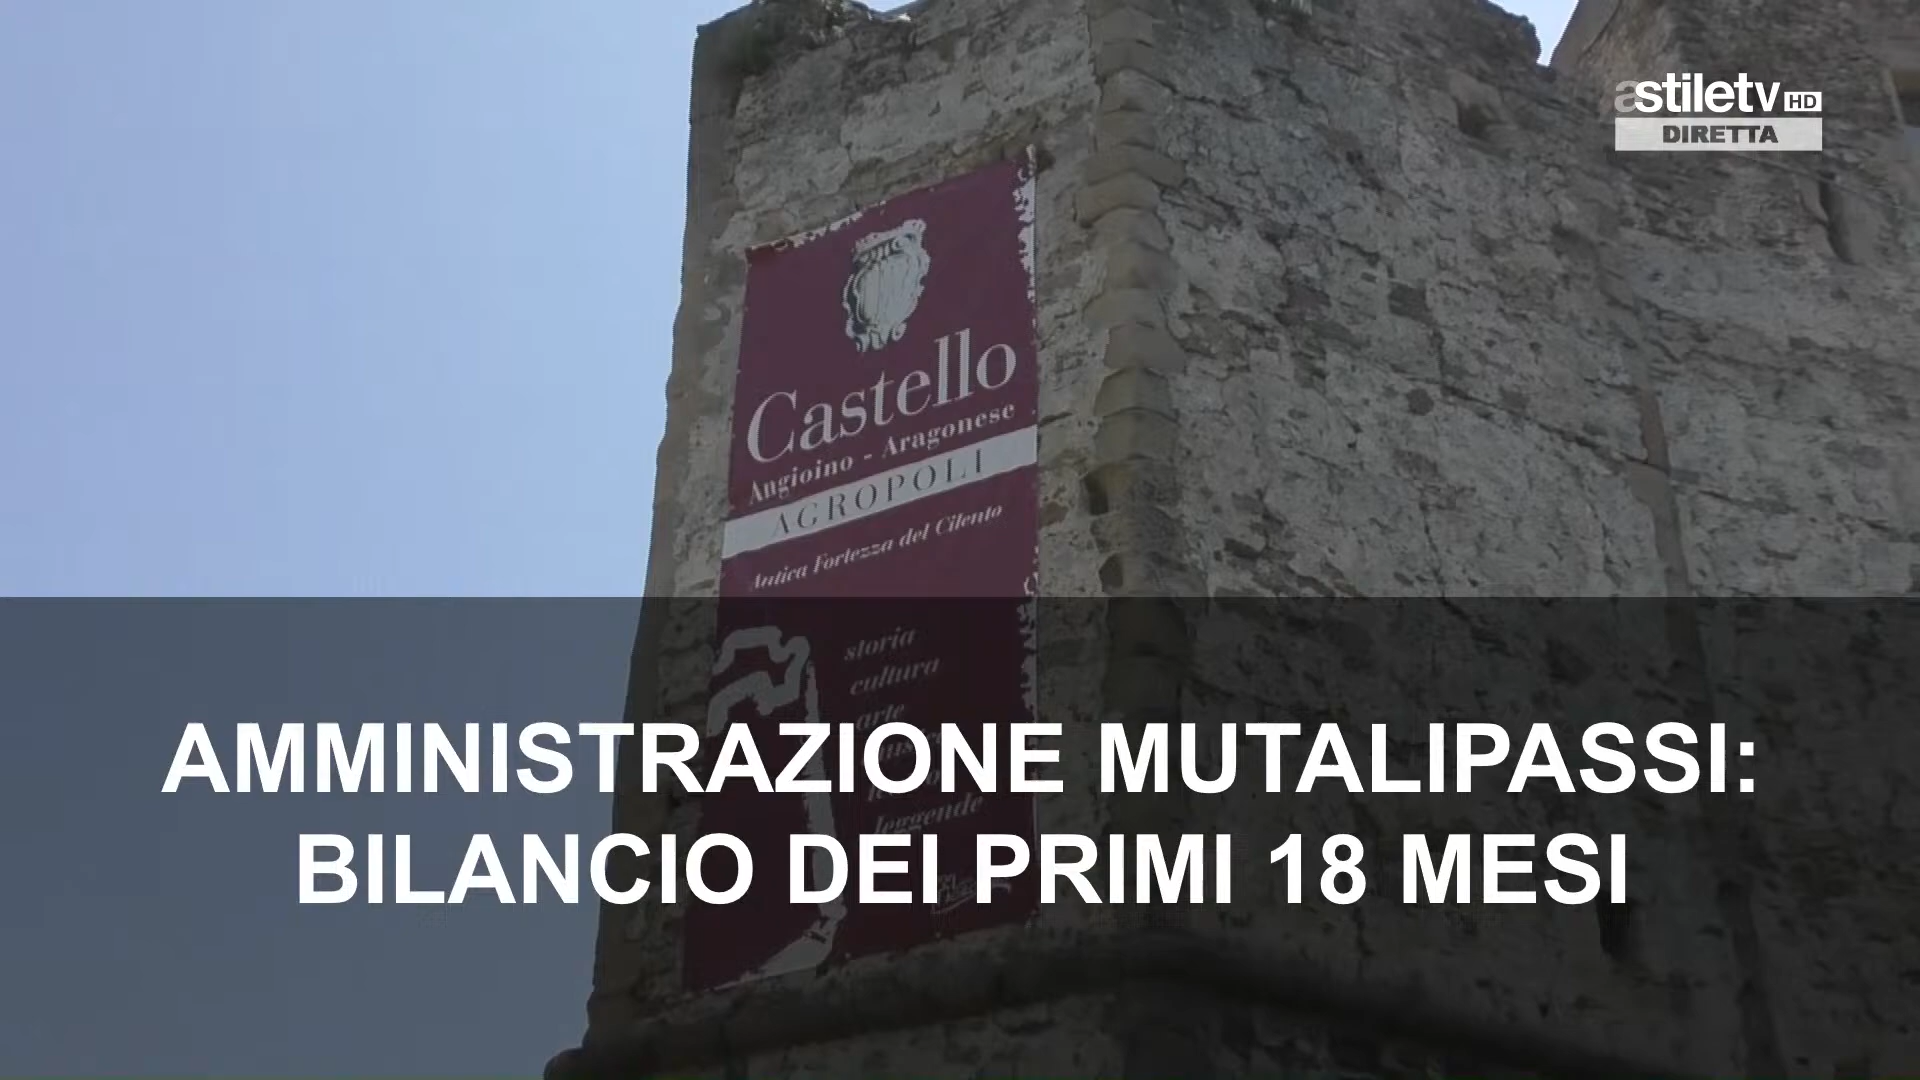 astiletv HD
DIRETTA
Castello
Angioino - Aragonese
AGROPOLI
Antica Fortezza del Cilento
storia
cultura
arte
leggende
AMMINISTRAZIONE MUTALIPASSI:
BILANCIO DEI PRIMI 18 MESI